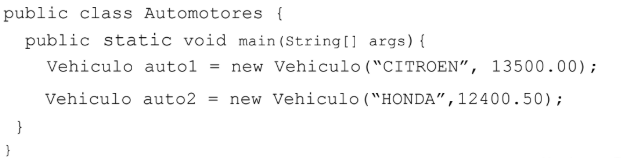 public class Automotores {
public static void main(String[] args){
Vehiculo auto1 = new Vehiculo(“CITROEN”, 13500.00);
Vehiculo auto2 = new Vehiculo(“HONDA”,12400.50);
}
}